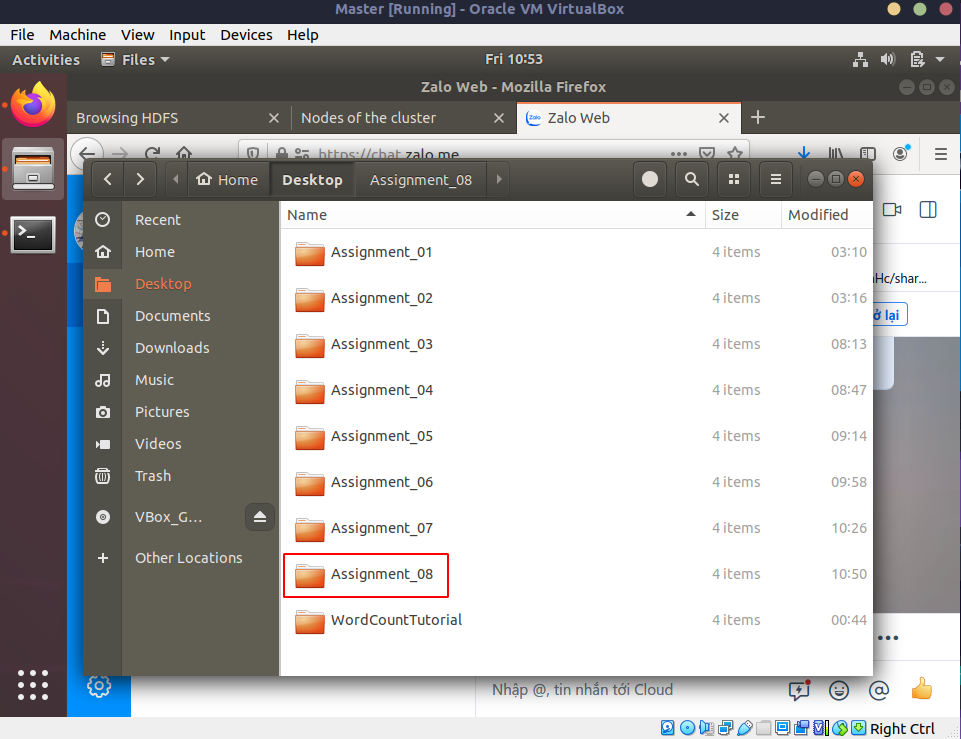 Master [Running] - Oracle VM VirtualBox
File Machine View Input Devices Help
Activities Files Fri 10:53
Zalo Web - Mozilla Firefox
Browsing HDFS Nodes of the cluster Zalo Zalo Web
https://chat.zalo.me
Home Desktop Assignment_08
Name Size Modified
Recent
Home
Desktop
Documents
Downloads
Music
Pictures
Videos
Trash
VBox_G...
Other Locations
Assignment_01 4 items 03:10
Assignment_02 4 items 03:16
Assignment_03 4 items 08:13
Assignment_04 4 items 08:47
Assignment_05 4 items 09:14
Assignment_06 4 items 09:58
Assignment_07 4 items 10:26
Assignment_08 4 items 10:50
WordCountTutorial 4 items 00:44
Hc/shar...
lại
Nhập @, tin nhắn tới Cloud
Right Ctrl